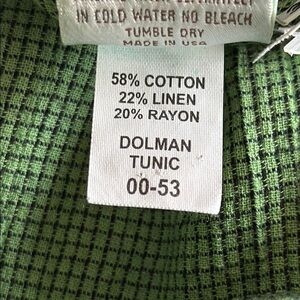 IN COLD WATER NO BLEACH
TUMBLE DRY
MADE IN USA
58% COTTON
22% LINEN
20% RAYON
DOLMAN
TUNIC
00-53